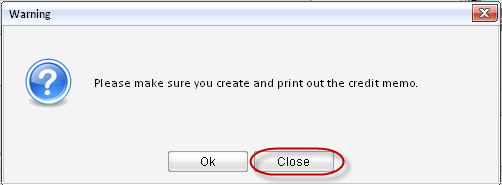 Warning
Please make sure you create and print out the credit memo.
Ok
Close